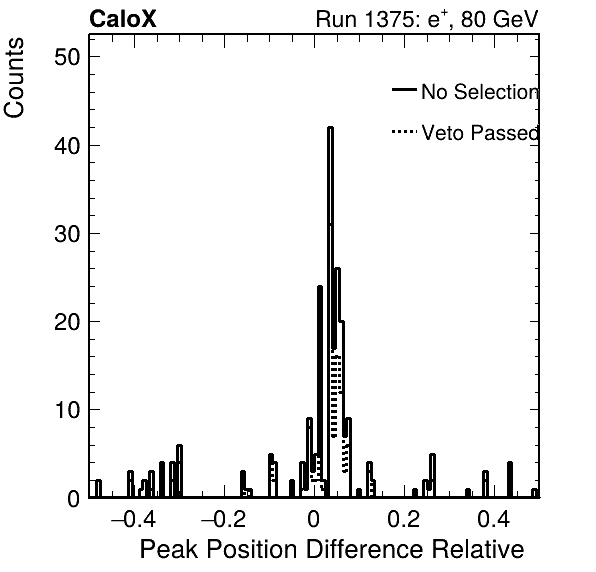 CaloX Run 1375: e⁺, 80 GeV
Counts
50
40
30
20
10
0
No Selection
Veto Passed
−0.4 −0.2 0 0.2 0.4
Peak Position Difference Relative